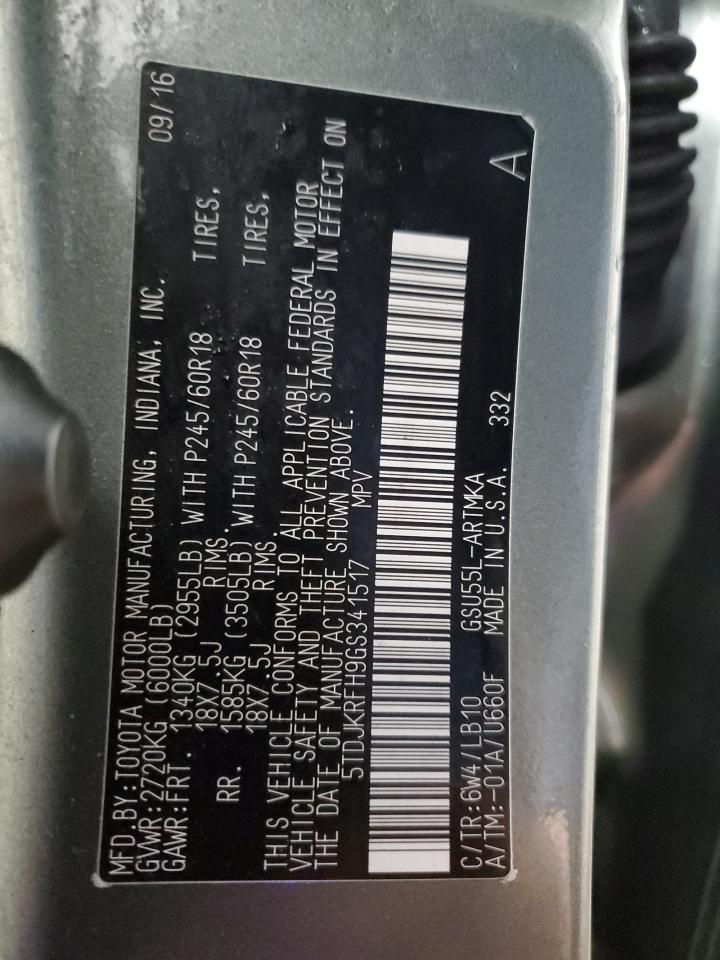 MFD.BY:TOYOTA MOTOR MANUFACTURING, INDIANA, INC. 09/16
GVWR:2720KG (6000LB)
GAWR:FRT. 1340KG (2955LB) WITH P245/60R18 TIRES,
18X7.5J RIMS.
RR. 1585KG (3505LB) WITH P245/60R18 TIRES,
18X7.5J RIMS.
THIS VEHICLE CONFORMS TO ALL APPLICABLE FEDERAL MOTOR
VEHICLE SAFETY AND THEFT PREVENTION STANDARDS IN EFFECT ON
THE DATE OF MANUFACTURE SHOWN ABOVE.
5TDJKRFH9GS341517 MPV
C/TR:6W4/LB10 GSU55L-ARTMKA
A/TM:-01A/U660F MADE IN U.S.A. 332
A